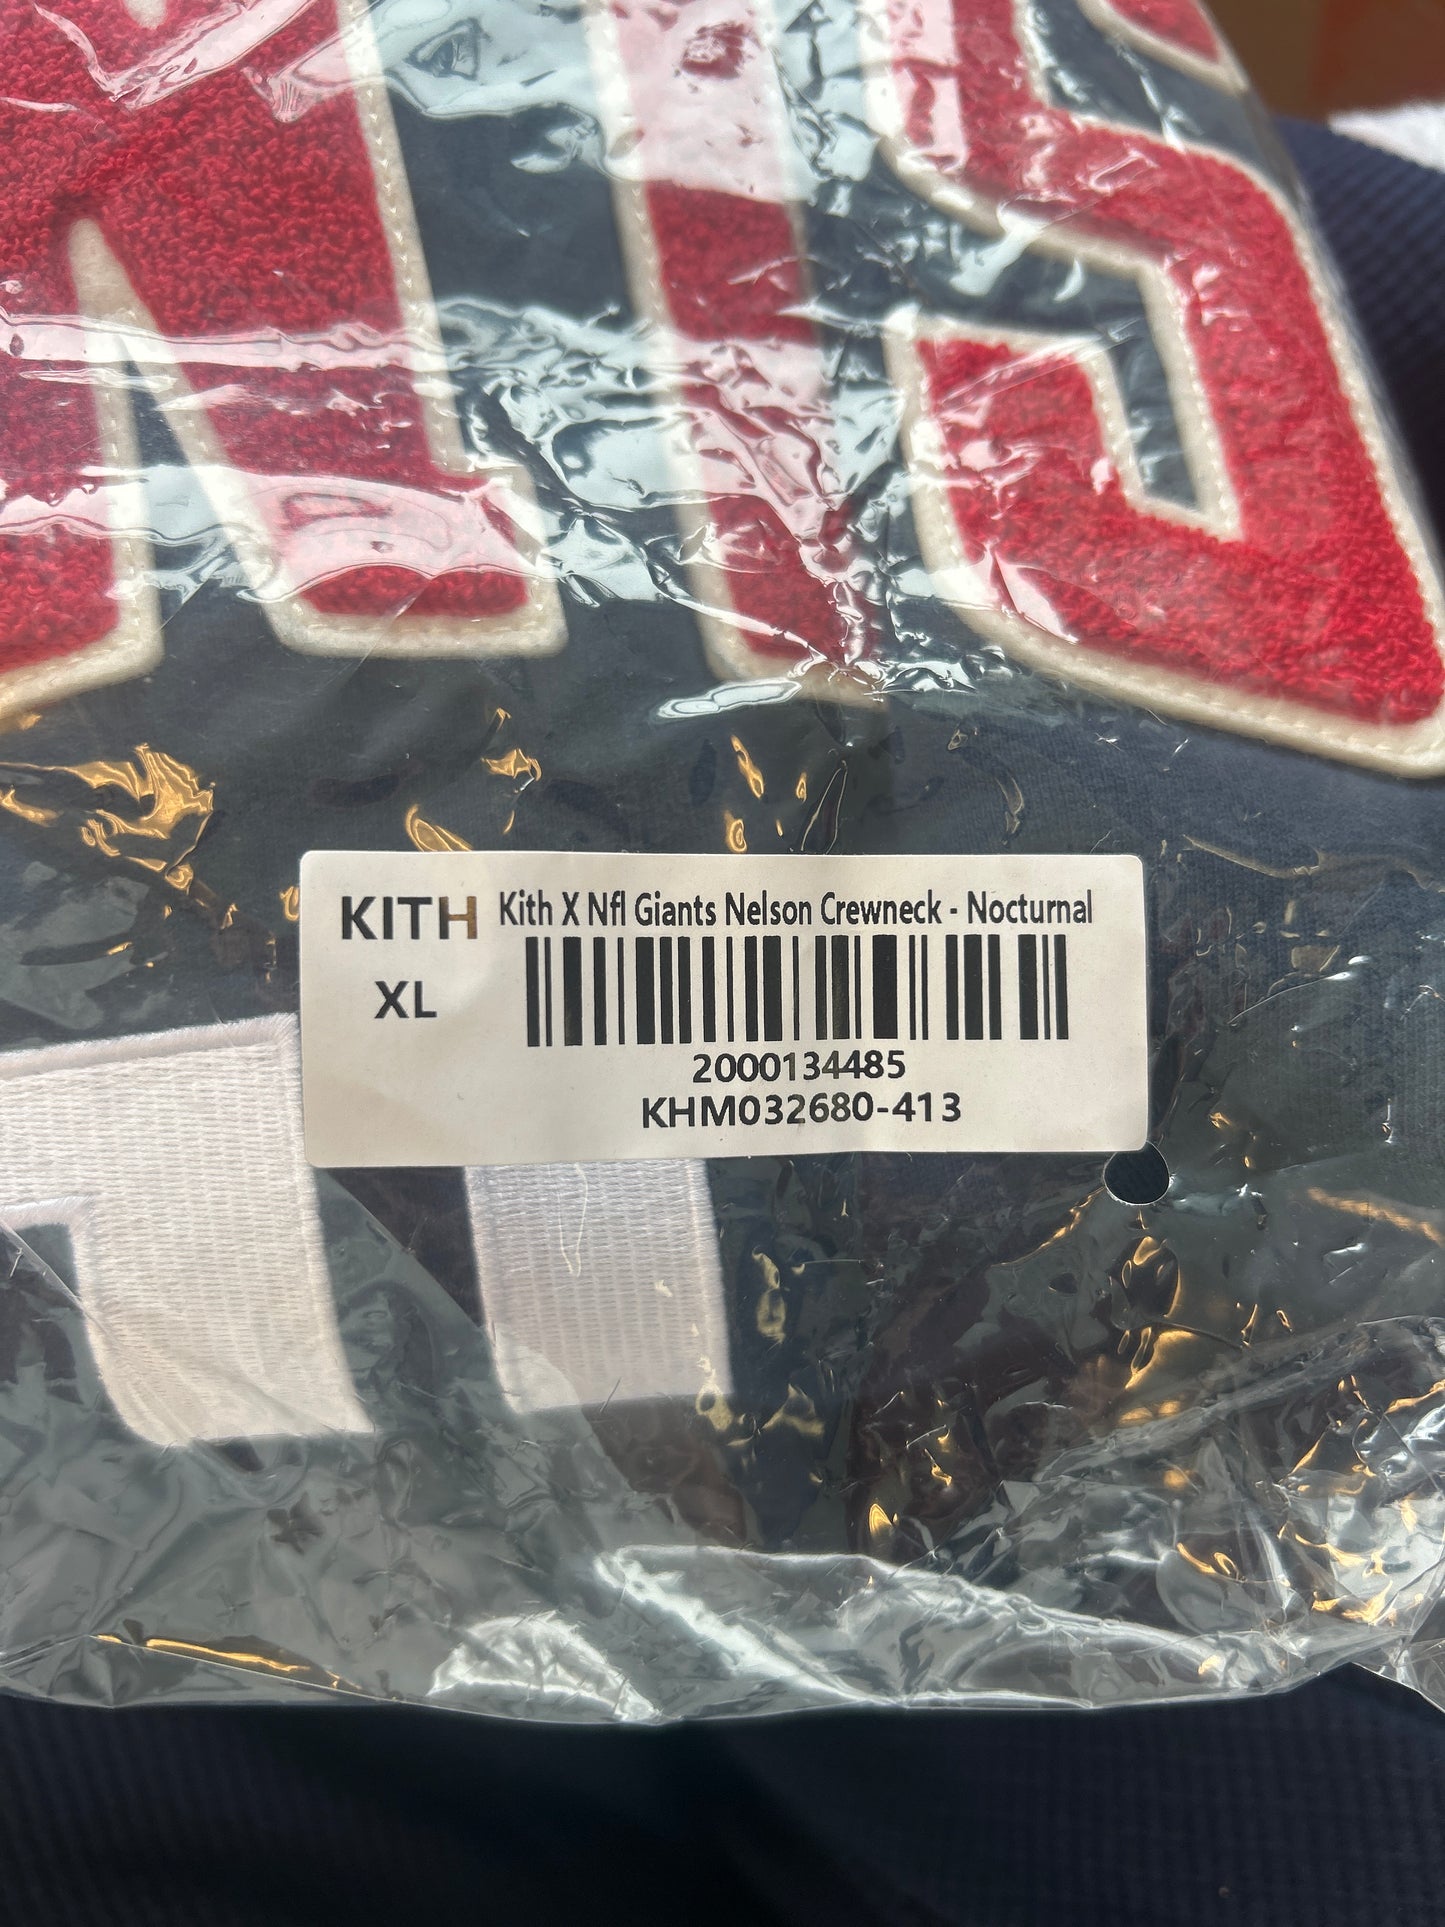 KITH Kith X Nfl Giants Nelson Crewneck - Nocturnal
XL
2000134485
KHM032680-413